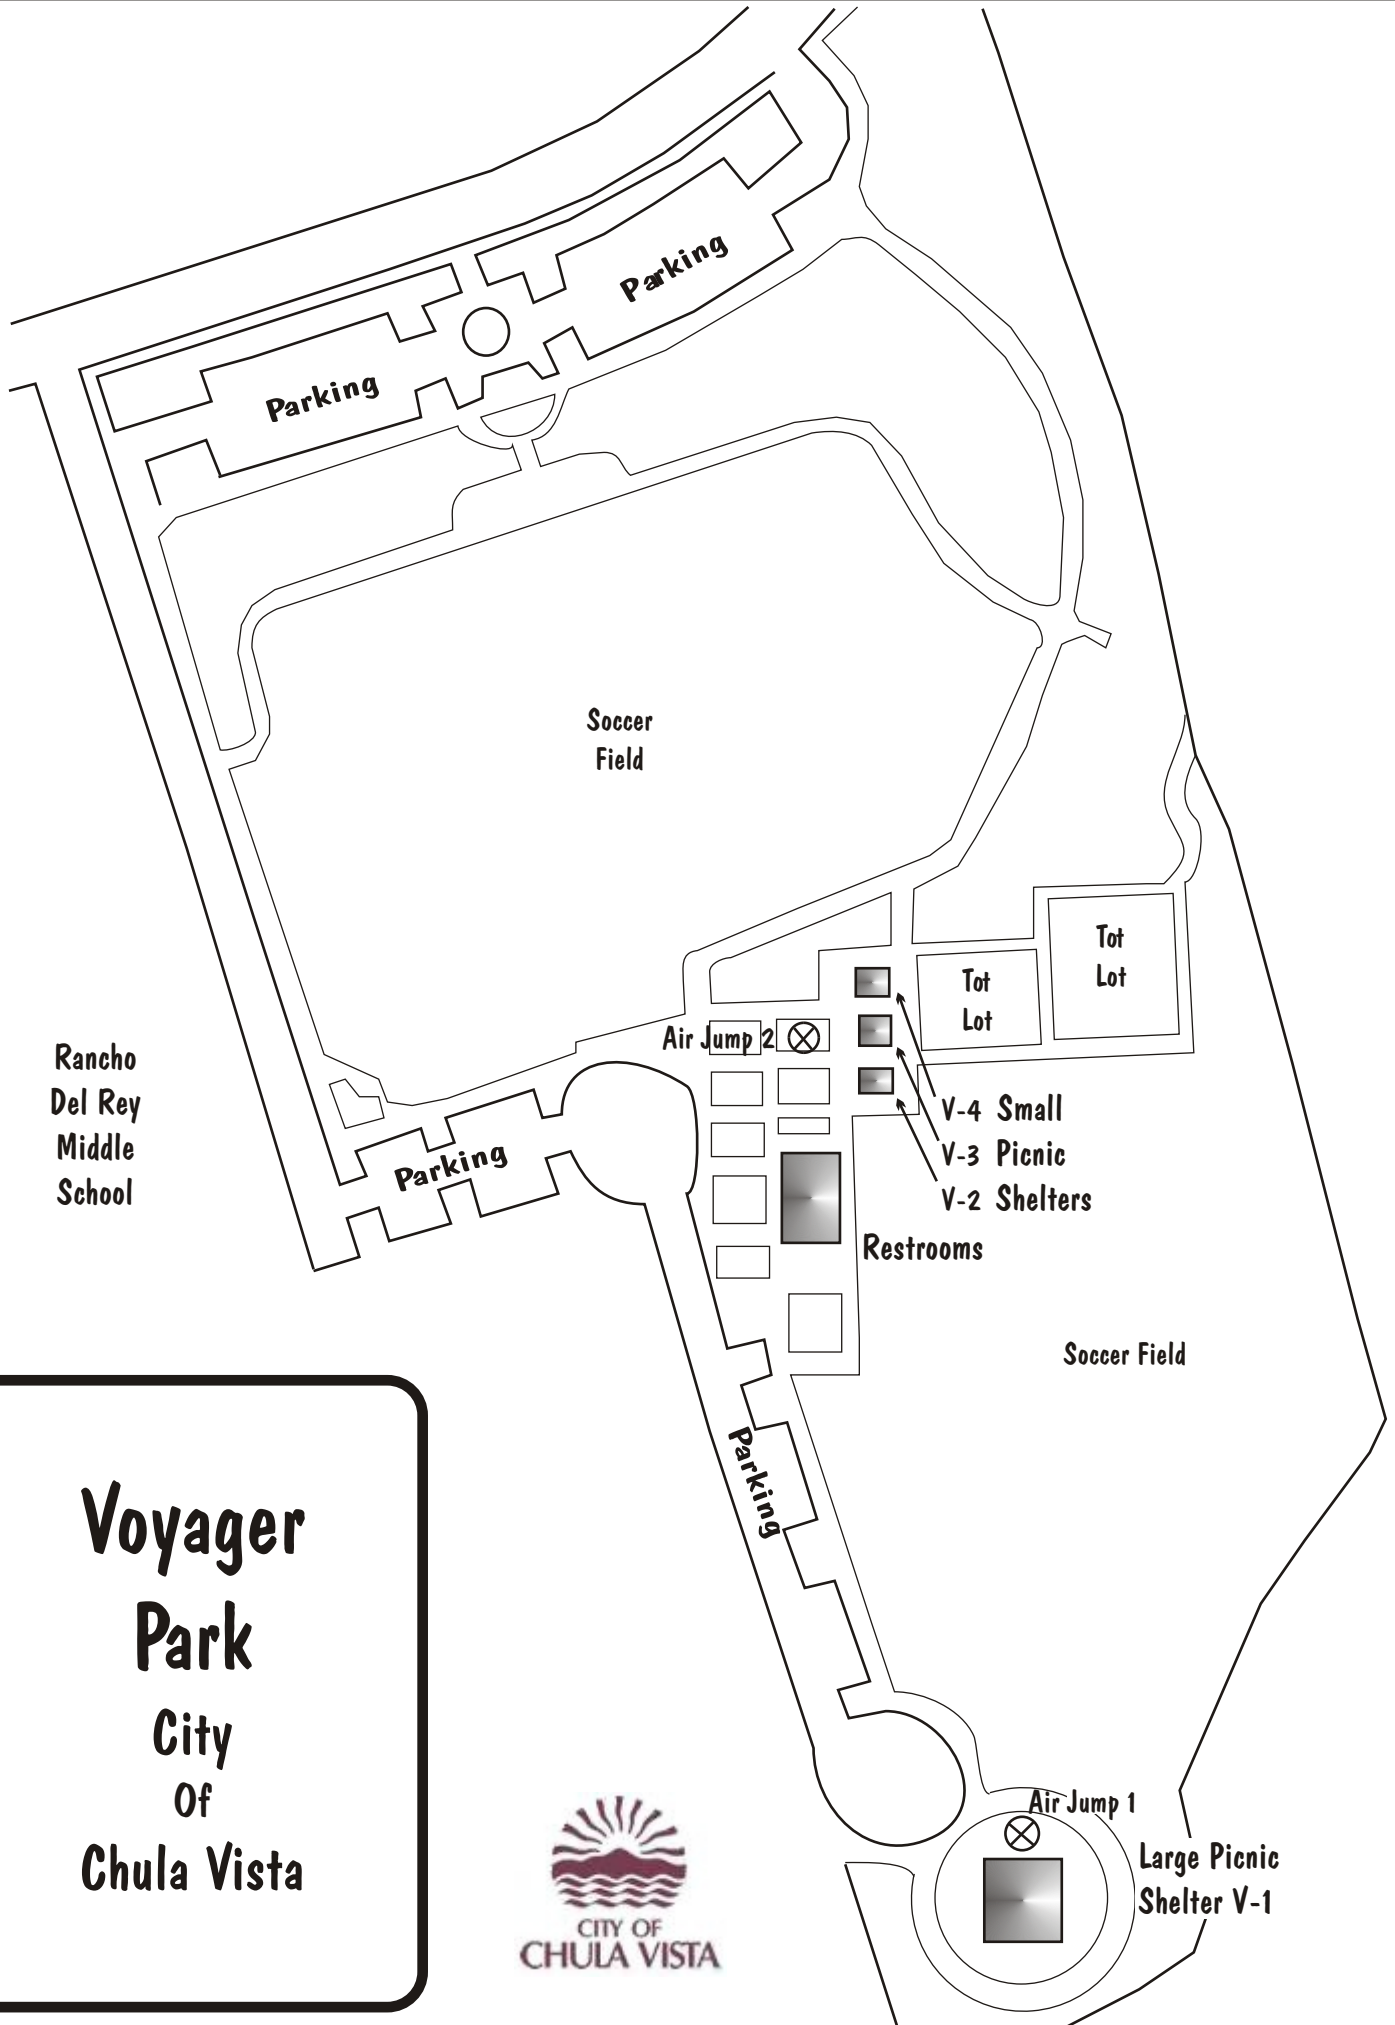 Parking
Parking
Soccer
Field
Tot
Lot
Tot
Lot
Air Jump 2
Rancho
Del Rey
Middle
School
V-4 Small
V-3 Picnic
V-2 Shelters
Parking
Restrooms
Soccer Field
Parking
Voyager
Park
City
Of
Chula Vista
Air Jump 1
Large Picnic
Shelter V-1
CITY OF
CHULA VISTA